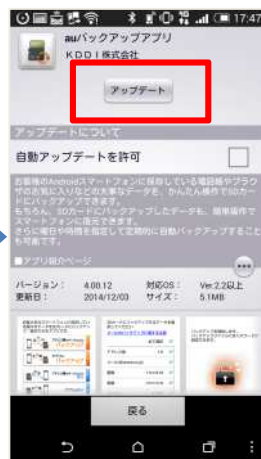 17:47
auバックアップアプリ
KDDI株式会社
アップデート
アップデートについて
自動アップデートを許可
お客様のAndroidスマートフォンに保存している電話帳やブラウ
ザのお気に入りなどの大事なデータを、かんたん操作でSDカー
ドにバックアップできます。
もちろん、SDカードにバックアップしたデータも、簡単操作で
スマートフォンに復元できます。
さらに曜日や時間を指定して定期的に自動バックアップすること
も可能です。
■アプリ紹介ページ
バージョン： 4.00.12 対応OS： Ver.2.2以上
更新日： 2014/12/03 サイズ： 5.1MB
戻る